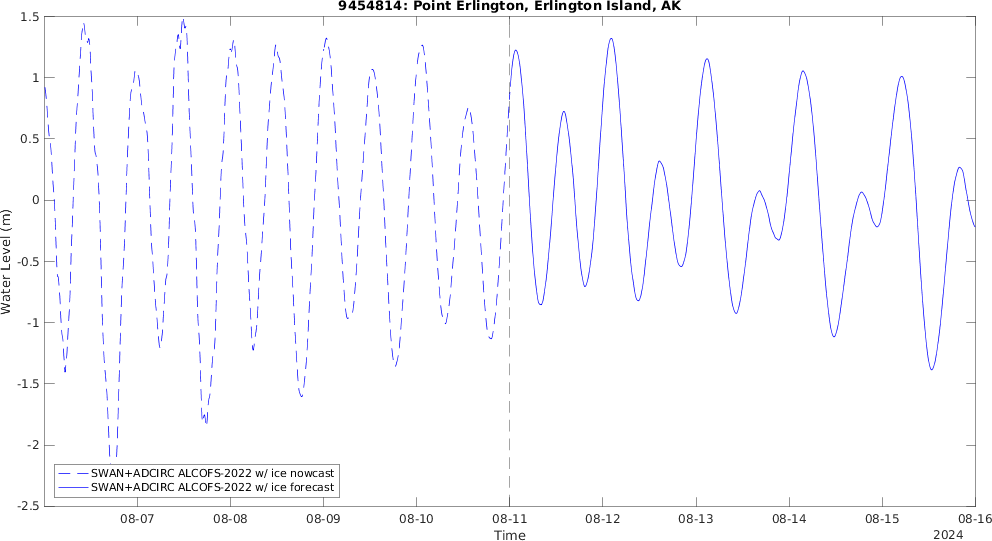 9454814: Point Erlington, Erlington Island, AK
1.5
1
0.5
0
-0.5
-1
-1.5
-2
-2.5
Water Level (m)
SWAN+ADCIRC ALCOFS-2022 w/ ice nowcast
SWAN+ADCIRC ALCOFS-2022 w/ ice forecast
08-07 08-08 08-09 08-10 08-11 08-12 08-13 08-14 08-15 08-16
Time
2024